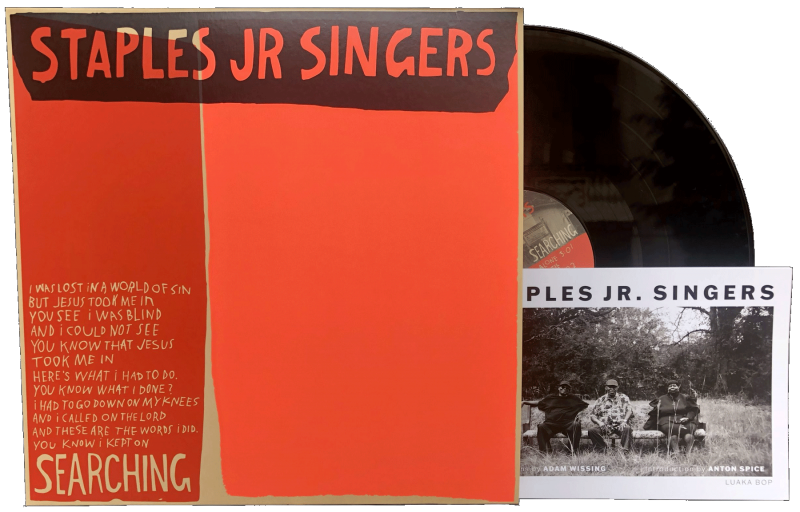 STAPLES JR SINGERS
I WAS LOST IN A WORLD OF SIN
BUT JESUS TOOK ME IN
YOU SEE I WAS BLIND
AND I COULD NOT SEE
YOU KNOW THAT JESUS
TOOK ME IN
HERE'S WHAT I HAD TO DO.
YOU KNOW WHAT I DONE?
I HAD TO GO DOWN ON MY KNEES
AND I CALLED ON THE LORD
AND THESE ARE THE WORDS I DID.
YOU KNOW I KEPT ON
SEARCHING
SEARCHING
PLES JR. SINGERS
by ADAM WISSING
Introduction by ANTON SPICE
LUAKA BOP